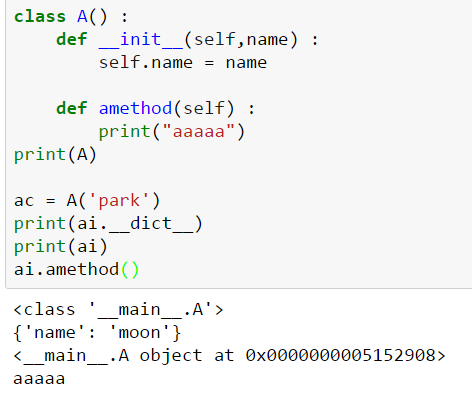 class A() :
    def __init__(self,name) :
        self.name = name

    def amethod(self) :
        print("aaaaa")
print(A)

ac = A('park')
print(ai.__dict__)
print(ai)
ai.amethod()
<class '__main__.A'>
{'name': 'moon'}
<__main__.A object at 0x0000000005152908>
aaaaa